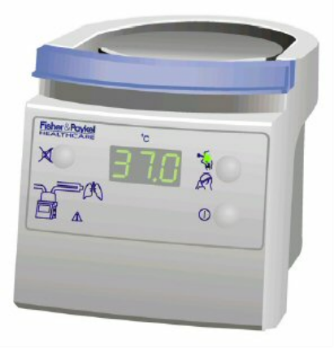 Fisher & Paykel
HEALTHCARE
°C
37.0